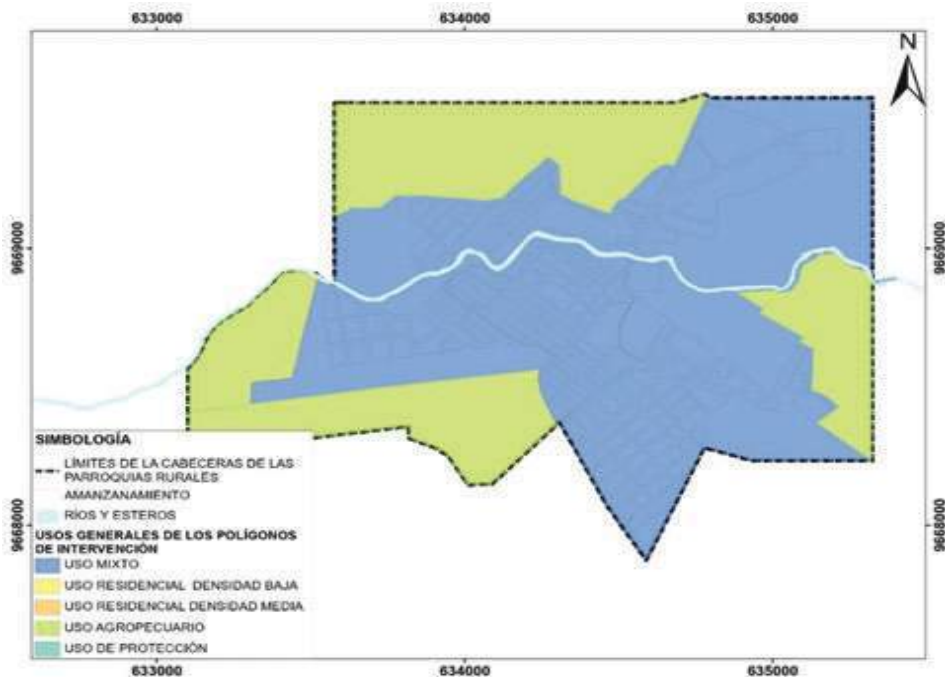 633000 634000 635000
N
9669000 9669000
9668000 9668000
SIMBOLOGÍA
LÍMITES DE LA CABECERAS DE LAS
PARROQUIAS RURALES
AMANZANAMIENTO
RÍOS Y ESTEROS
USOS GENERALES DE LOS POLÍGONOS
DE INTERVENCIÓN
USO MIXTO
USO RESIDENCIAL DENSIDAD BAJA
USO RESIDENCIAL DENSIDAD MEDIA
USO AGROPECUARIO
USO DE PROTECCIÓN
633000 634000 635000